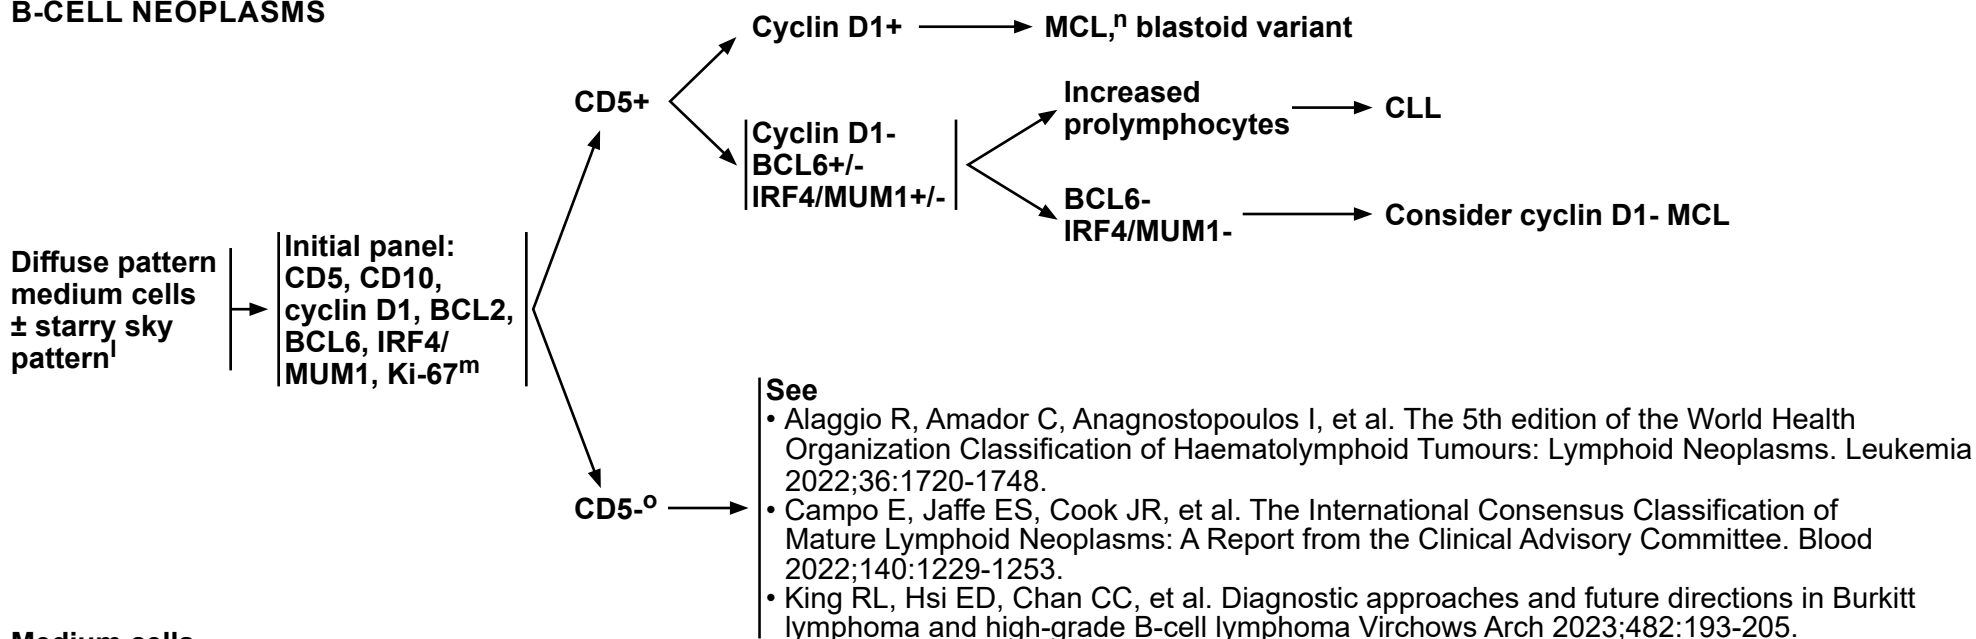 B-CELL NEOPLASMS
Cyclin D1+
MCL,ⁿ blastoid variant
CD5+
Increased
prolymphocytes
CLL
Cyclin D1-
BCL6+/-
IRF4/MUM1+/-
BCL6-
IRF4/MUM1-
Consider cyclin D1- MCL
Diffuse pattern
medium cells
± starry sky
patternˡ
Initial panel:
CD5, CD10,
cyclin D1, BCL2,
BCL6, IRF4/
MUM1, Ki-67ᵐ
CD5-ᵒ
See
• Alaggio R, Amador C, Anagnostopoulos I, et al. The 5th edition of the World Health
Organization Classification of Haematolymphoid Tumours: Lymphoid Neoplasms. Leukemia
2022;36:1720-1748.
• Campo E, Jaffe ES, Cook JR, et al. The International Consensus Classification of
Mature Lymphoid Neoplasms: A Report from the Clinical Advisory Committee. Blood
2022;140:1229-1253.
• King RL, Hsi ED, Chan CC, et al. Diagnostic approaches and future directions in Burkitt
lymphoma and high-grade B-cell lymphoma Virchows Arch 2023;482:193-205.
Medium cells